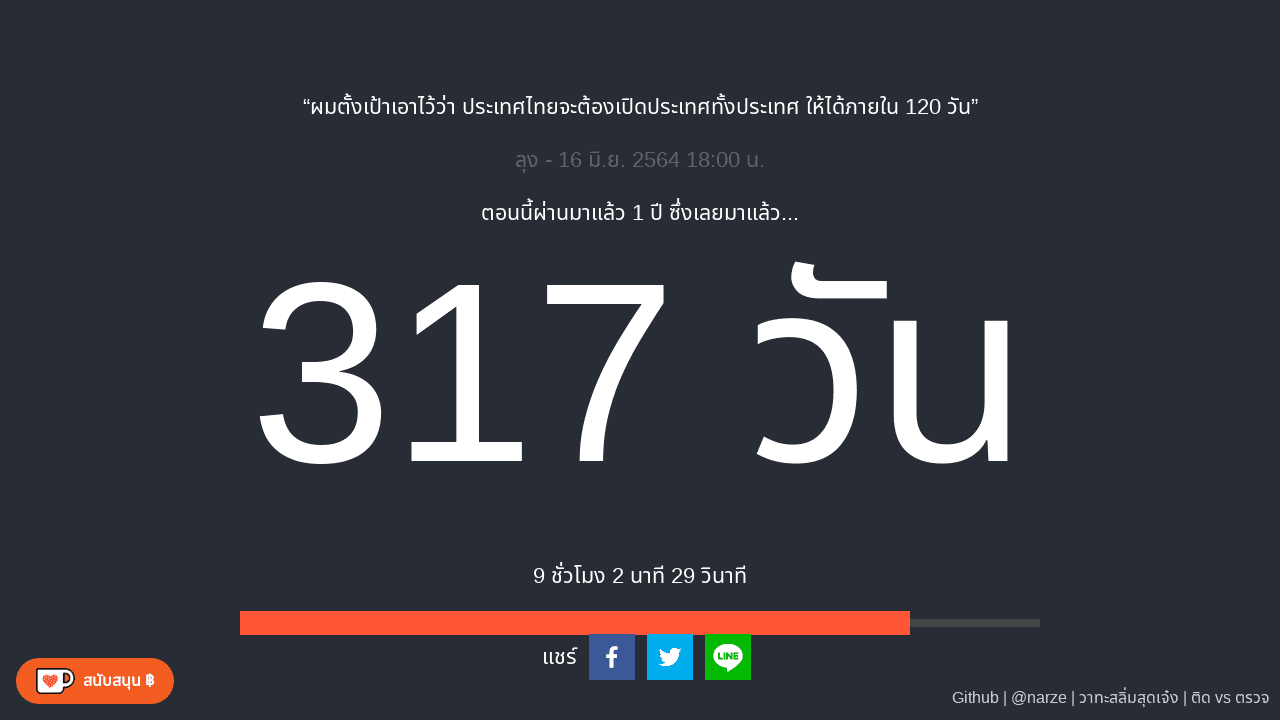 “ผมตั้งเป้าเอาไว้ว่า ประเทศไทยจะต้องเปิดประเทศทั้งประเทศ ให้ได้ภายใน 120 วัน”
ลุง - 16 มิ.ย. 2564 18:00 น.
ตอนนี้ผ่านมาแล้ว 1 ปี ซึ่งเลยมาแล้ว...
317 วัน
9 ชั่วโมง 2 นาที 29 วินาที
แชร์
LINE
สนับสนุน ฿
Github | @narze | วาทะสลิ่มสุดเจ๋ง | ติด vs ตรวจ